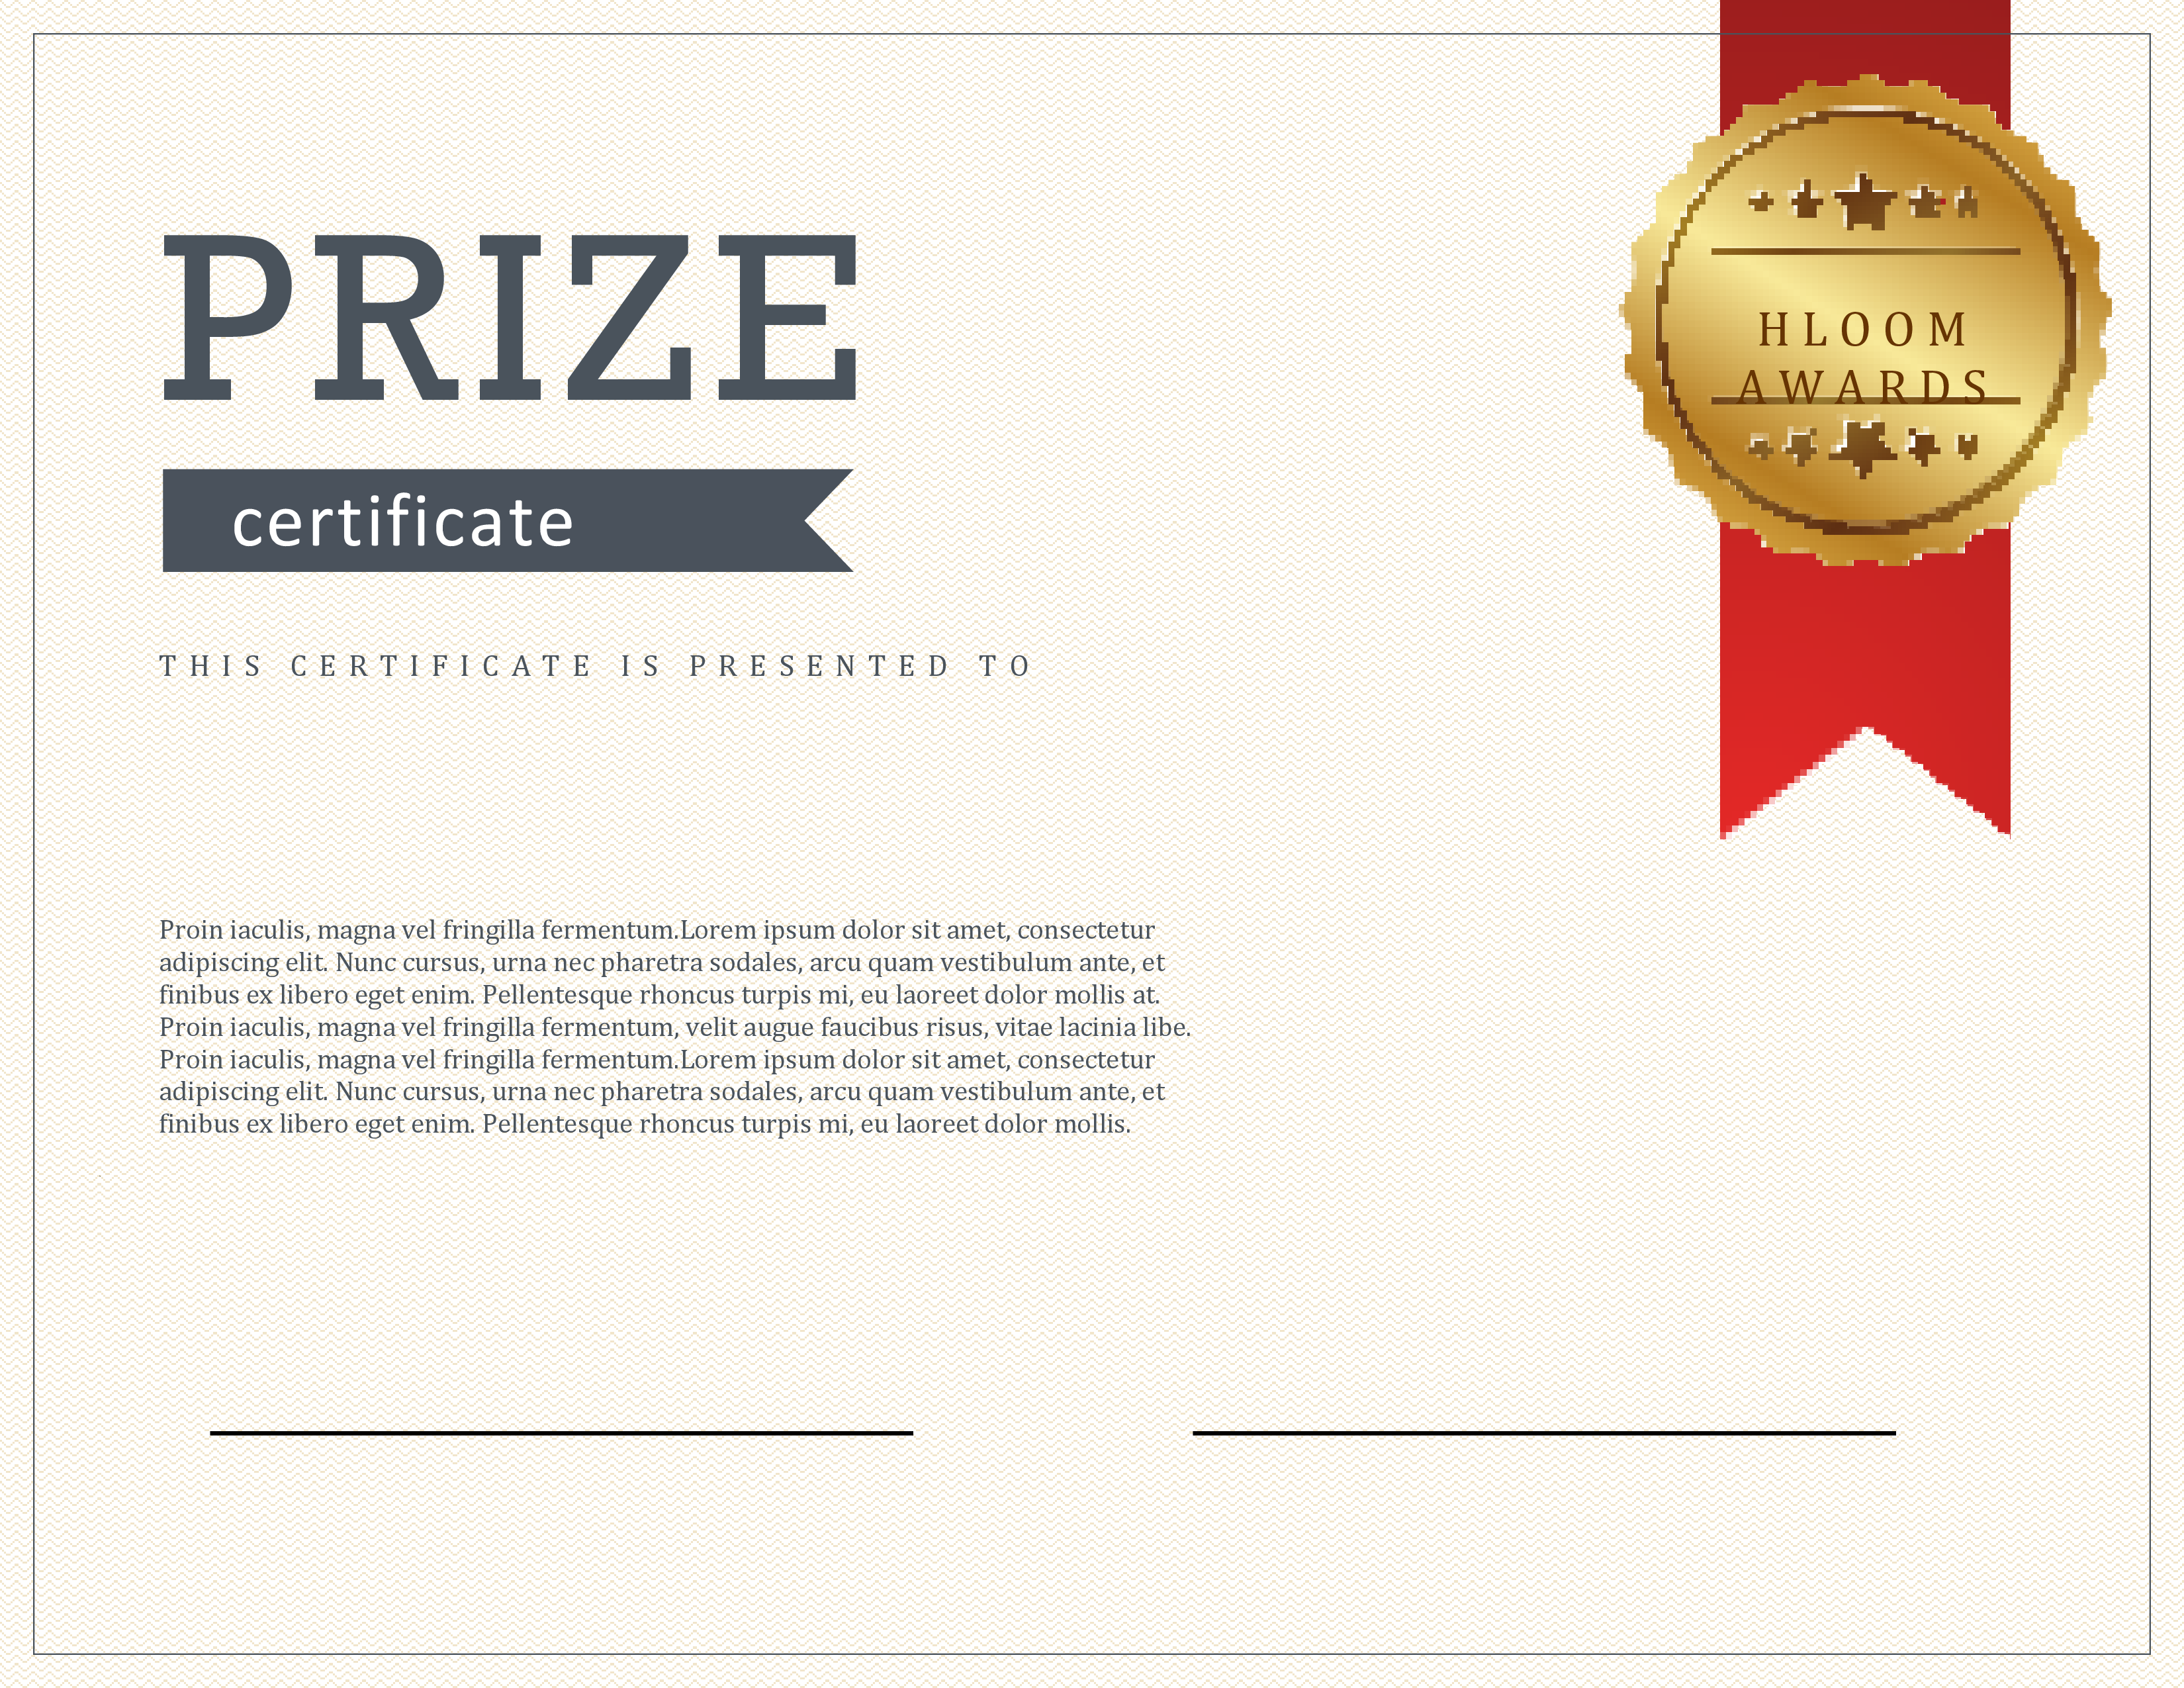 PRIZE
certificate
THIS CERTIFICATE IS PRESENTED TO
HLOOM
AWARDS
Proin iaculis, magna vel fringilla fermentum.Lorem ipsum dolor sit amet, consectetur
adipiscing elit. Nunc cursus, urna nec pharetra sodales, arcu quam vestibulum ante, et
finibus ex libero eget enim. Pellentesque rhoncus turpis mi, eu laoreet dolor mollis at.
Proin iaculis, magna vel fringilla fermentum, velit augue faucibus risus, vitae lacinia libe.
Proin iaculis, magna vel fringilla fermentum.Lorem ipsum dolor sit amet, consectetur
adipiscing elit. Nunc cursus, urna nec pharetra sodales, arcu quam vestibulum ante, et
finibus ex libero eget enim. Pellentesque rhoncus turpis mi, eu laoreet dolor mollis.